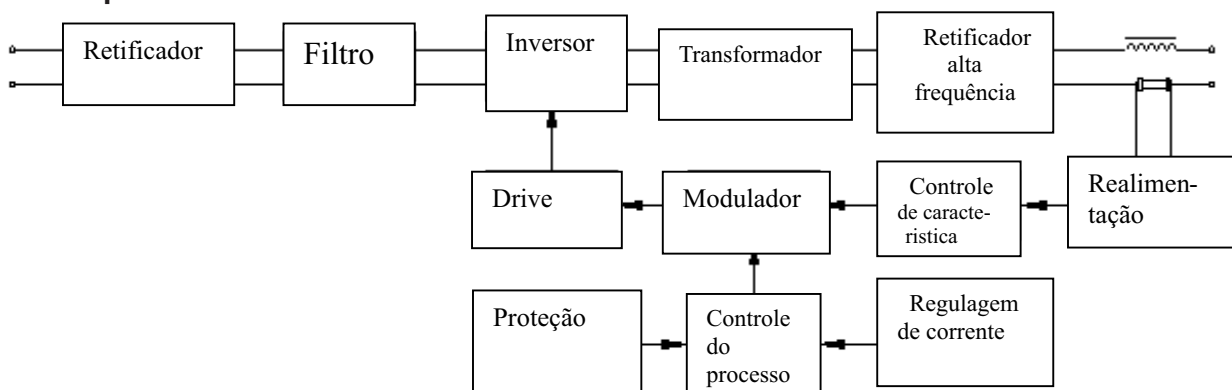 Retificador
Filtro
Inversor
Transformador
Retificador
alta
frequência
Drive
Modulador
Controle
de caracte-
ristica
Realimen-
tação
Proteção
Controle
do
processo
Regulagem
de corrente